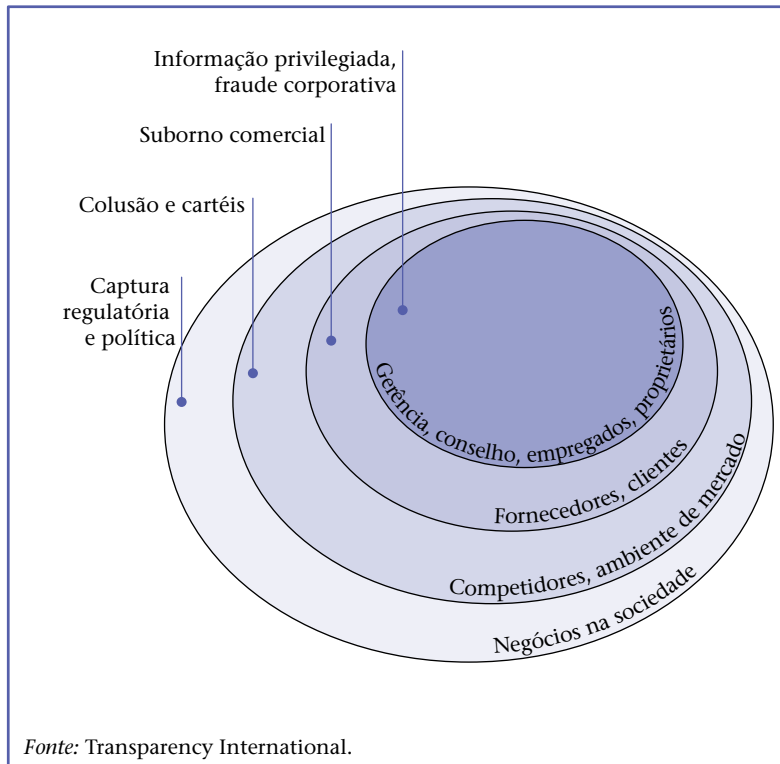 Informação privilegiada,
fraude corporativa
Suborno comercial
Colusão e cartéis
Captura
regulatória
e política
Gerência, conselho, empregados, proprietários
Fornecedores, clientes
Competidores, ambiente de mercado
Negócios na sociedade
Fonte: Transparency International.